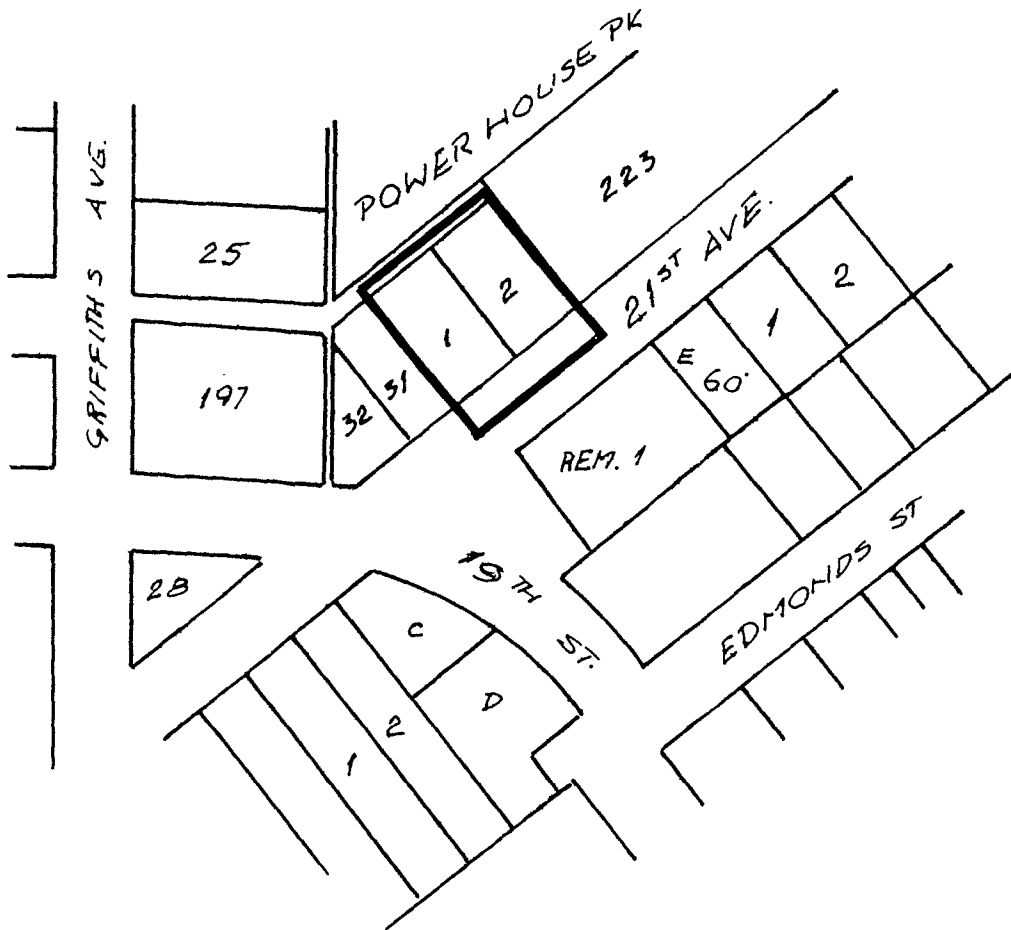 POWER HOUSE PK
GRIFFITHS AVG.
223
25
21ST AVE.
2
2
1
1
E
60'
197
31
32
REM. 1
19TH
ST.
EDMONDS ST
28
C
D
2
1